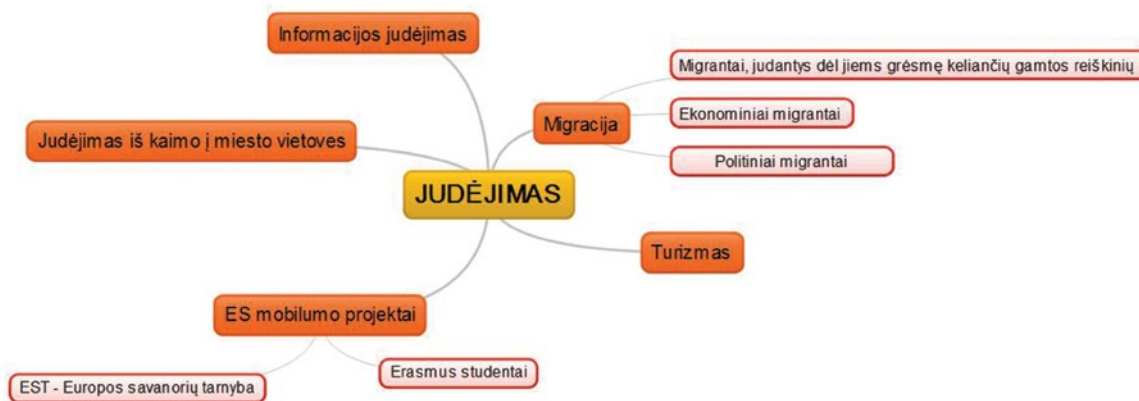 Informacijos judėjimas
Migrantai, judantys dėl jiems grėsmę keliančių gamtos reiškinių
Migracija
Ekonominiai migrantai
Judėjimas iš kaimo į miesto vietoves
Politiniai migrantai
JUDĖJIMAS
Turizmas
ES mobilumo projektai
Erasmus studentai
EST - Europos savanorių tarnyba